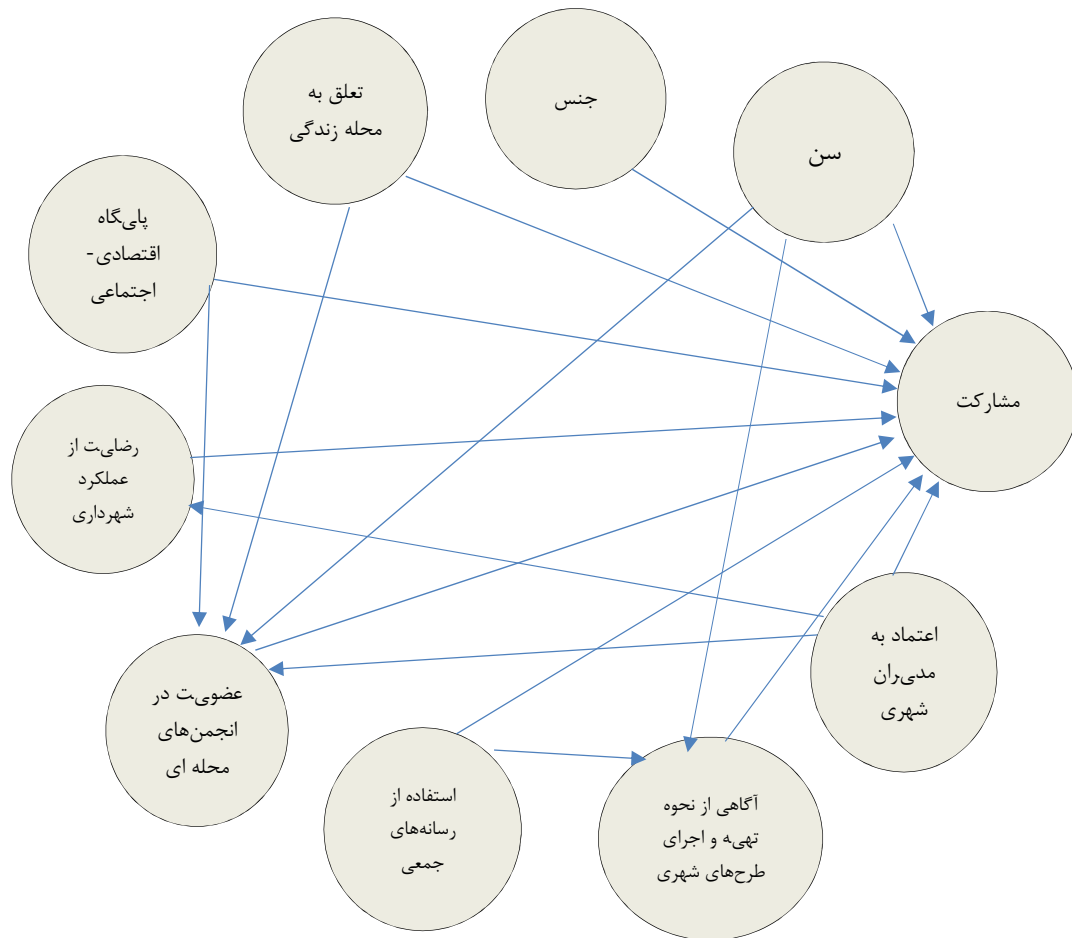 تعلق به
محله زندگی
جنس
سن
پایگاه
اقتصادی-
اجتماعی
مشارکت
رضایت از
عملکرد
شهرداری
اعتماد به
مدیران
شهری
عضویت در
انجمن‌های
محله ای
استفاده از
رسانه‌های
جمعی
آگاهی از نحوه
تهیه و اجرای
طرح‌های شهری